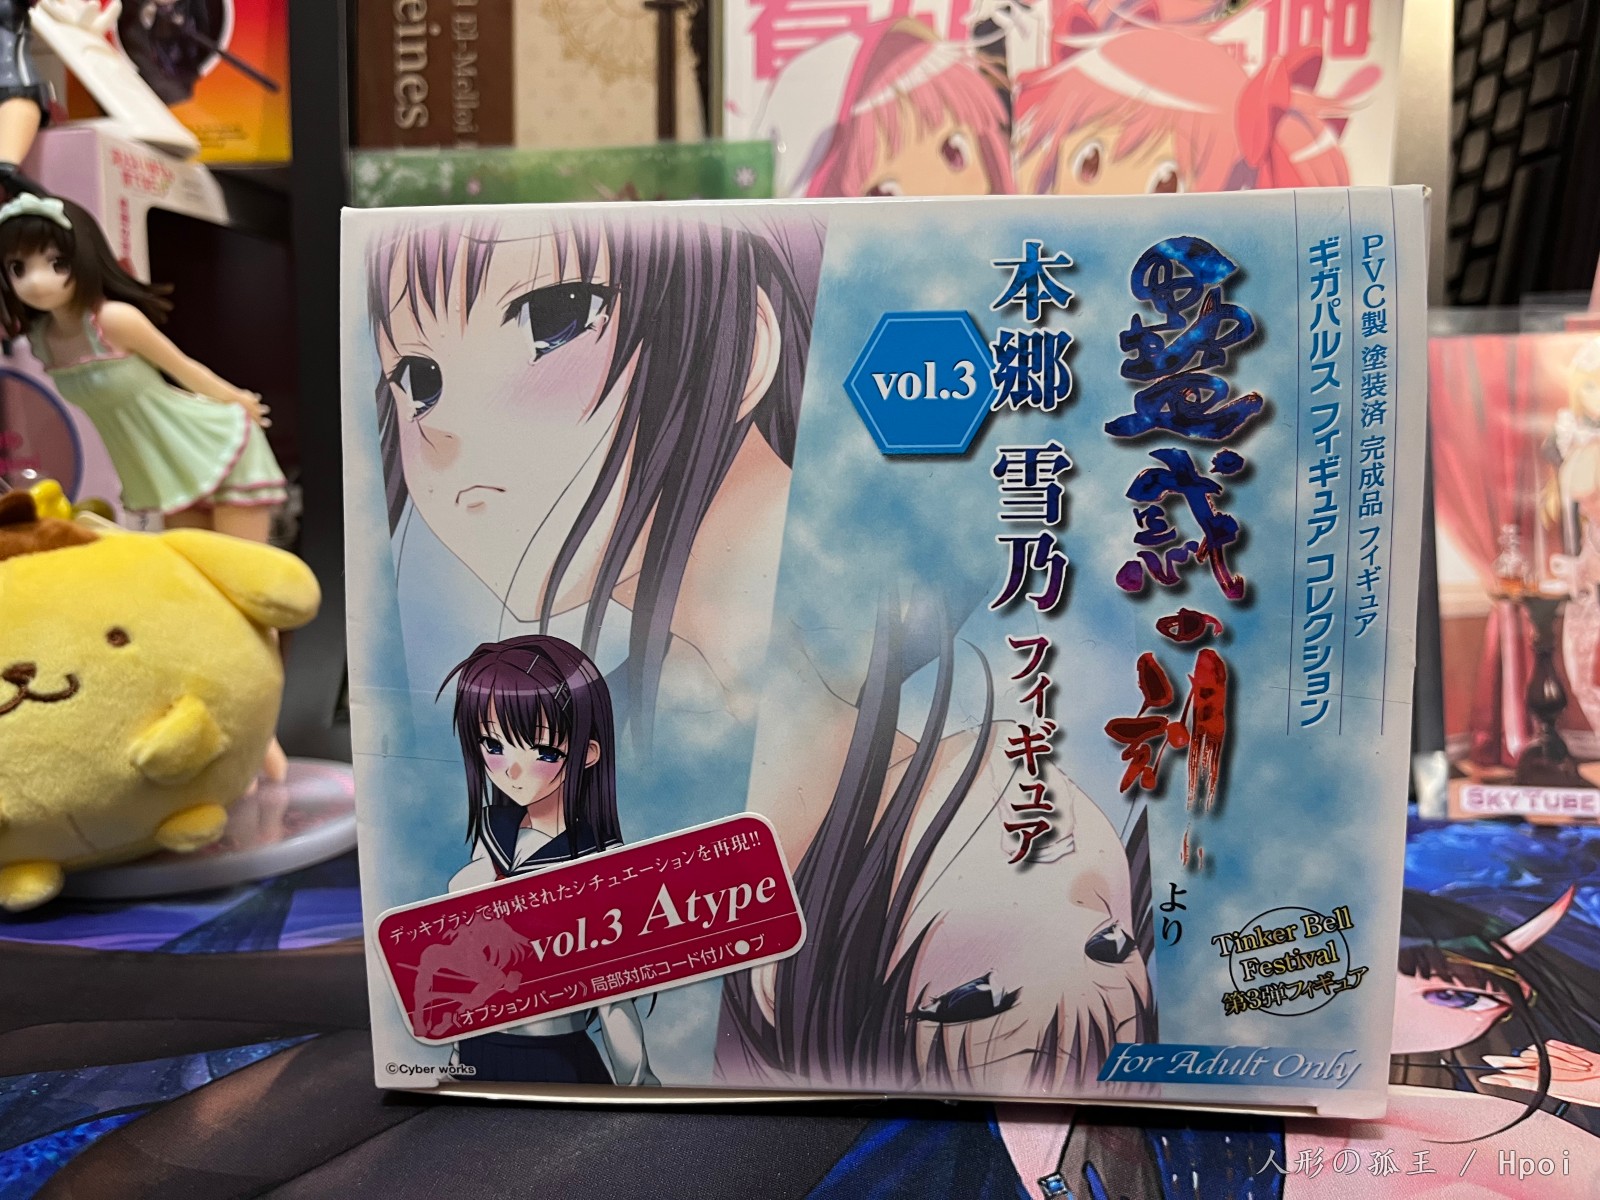 PVC製 塗装済 完成品 フィギュア
ギガパルス フィギュア コレクション
蠱惑の刻
より
本郷 雪乃 フィギュア
vol.3
デッキブラシで拘束されたシチュエーションを再現!!
vol.3 Atype
《オプションパーツ》局部対応コード付バ●ブ
Tinker Bell
Festival
第3弾フィギュア
for Adult Only
©Cyber works
El-Melloi
eines
SKYTUBE
人形の孤王 / Hpoi